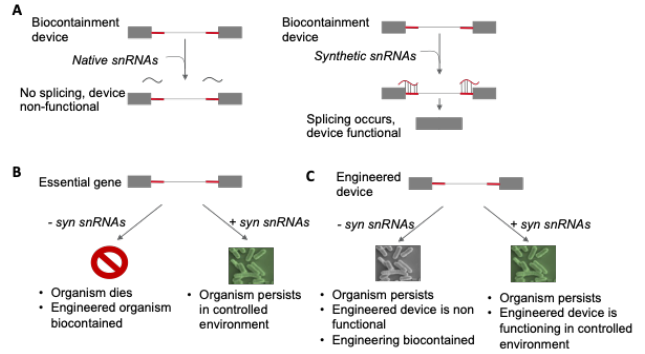 A
Biocontainment
device
Native snRNAs
No splicing, device
non-functional
Biocontainment
device
Synthetic snRNAs
Splicing occurs,
device functional
B
Essential gene
- syn snRNAs
+ syn snRNAs
• Organism dies
• Engineered organism
biocontained
• Organism persists
in controlled
environment
C
Engineered
device
- syn snRNAs
+ syn snRNAs
• Organism persists
• Engineered device is non
functional
• Engineering biocontained
• Organism persists
• Engineered device is
functioning in controlled
environment